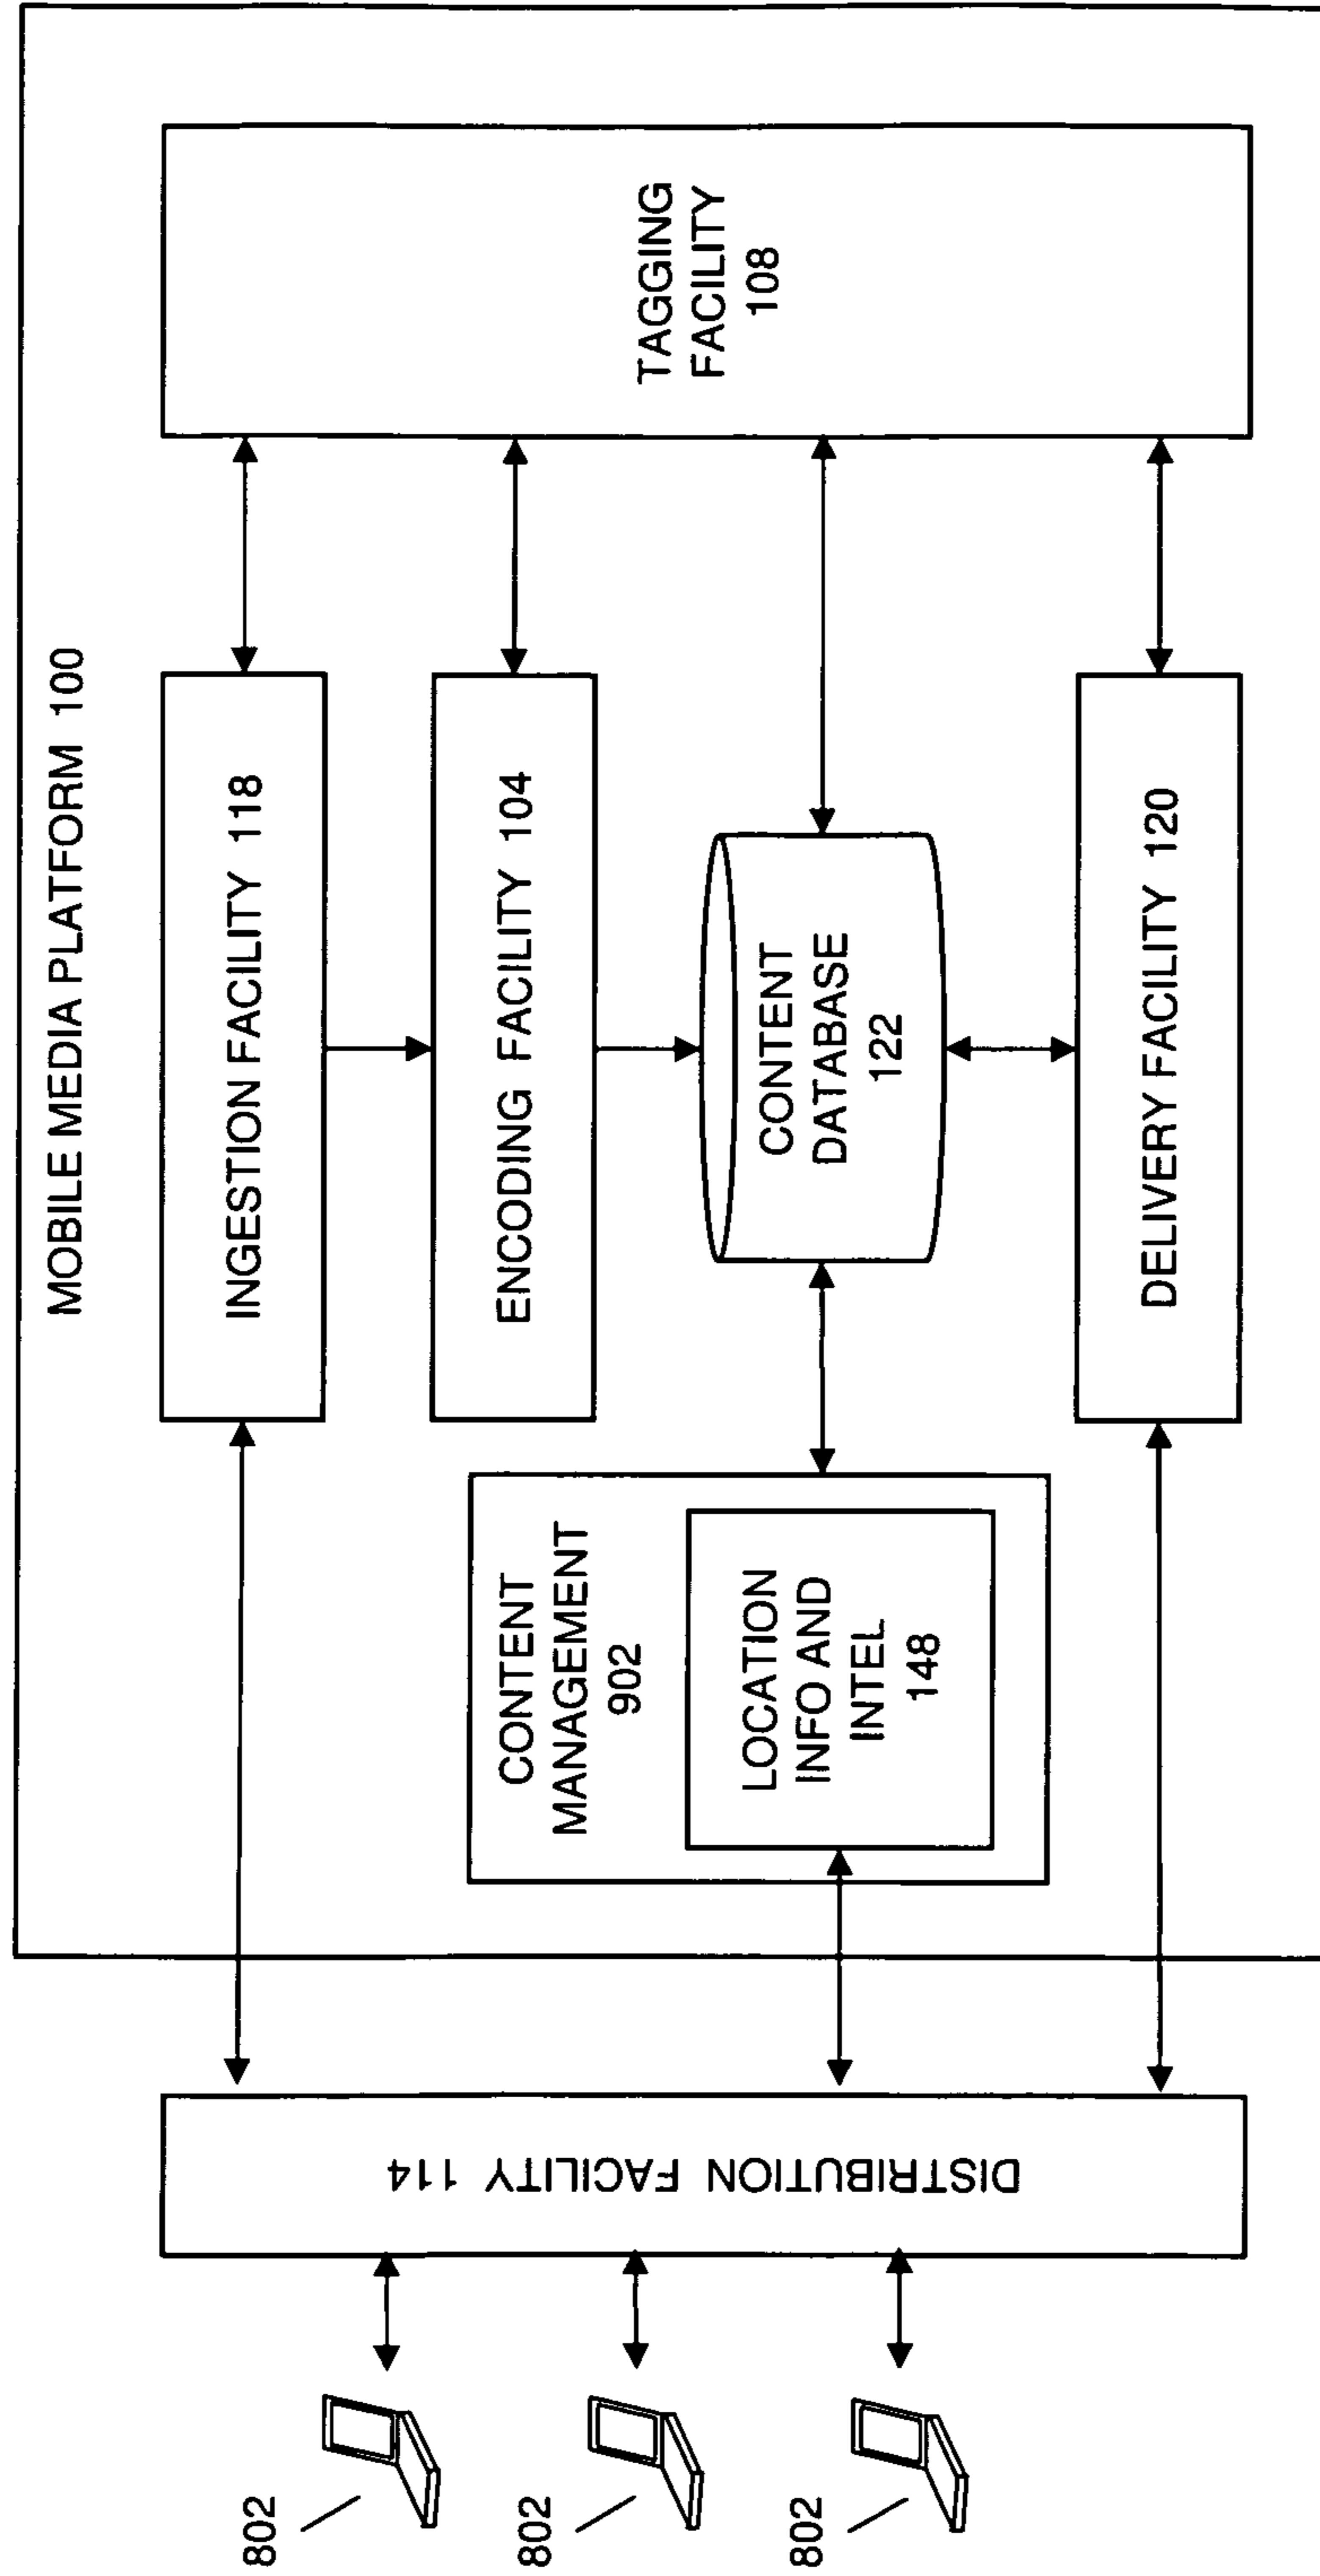 MOBILE MEDIA PLATFORM 100
802
802
802
DISTRIBUTION FACILITY 114
INGESTION FACILITY 118
ENCODING FACILITY 104
CONTENT
MANAGEMENT
902
LOCATION
INFO AND
INTEL
148
CONTENT
DATABASE
122
DELIVERY FACILITY 120
TAGGING
FACILITY
108